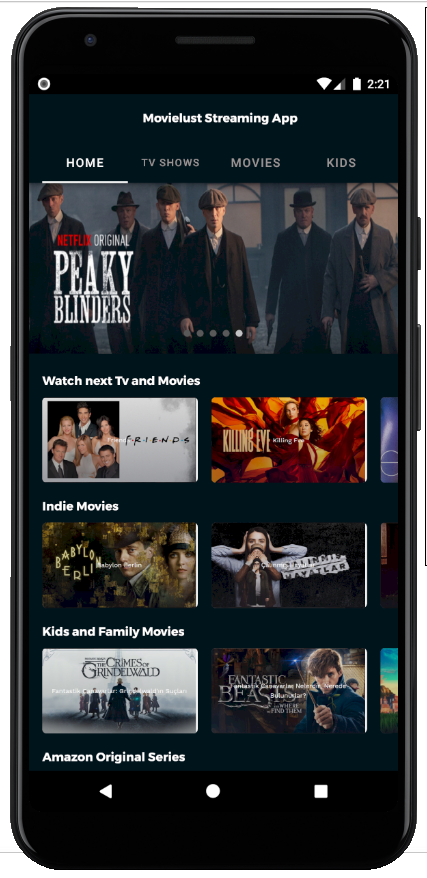 2:21
Movielust Streaming App
HOME TV SHOWS MOVIES KIDS
NETFLIX ORIGINAL
PEAKY
BLINDERS
Watch next Tv and Movies
Friends
F·R·I·E·N·D·S
KILLING EVE
Killing Eve
Indie Movies
BABYLON
BERLIN
Babylon Berlin
HAYATLAR
Kids and Family Movies
THE CRIMES OF
GRINDELWALD
Fantastik Canavarlar: Grindelwald'ın Suçları
FANTASTIC
BEASTS
AND WHERE
TO FIND THEM
Fantastik Canavarlar Nelerdir, Nerede
Bulunurlar?
Amazon Original Series